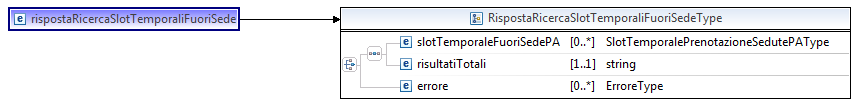 e rispostaRicercaSlotTemporaliFuoriSede
RispostaRicercaSlotTemporaliFuoriSedeType
e slotTemporaleFuoriSedePA [0..*] SlotTemporalePrenotazioneSedutePAType
e risultatiTotali [1..1] string
e errore [0..*] ErroreType